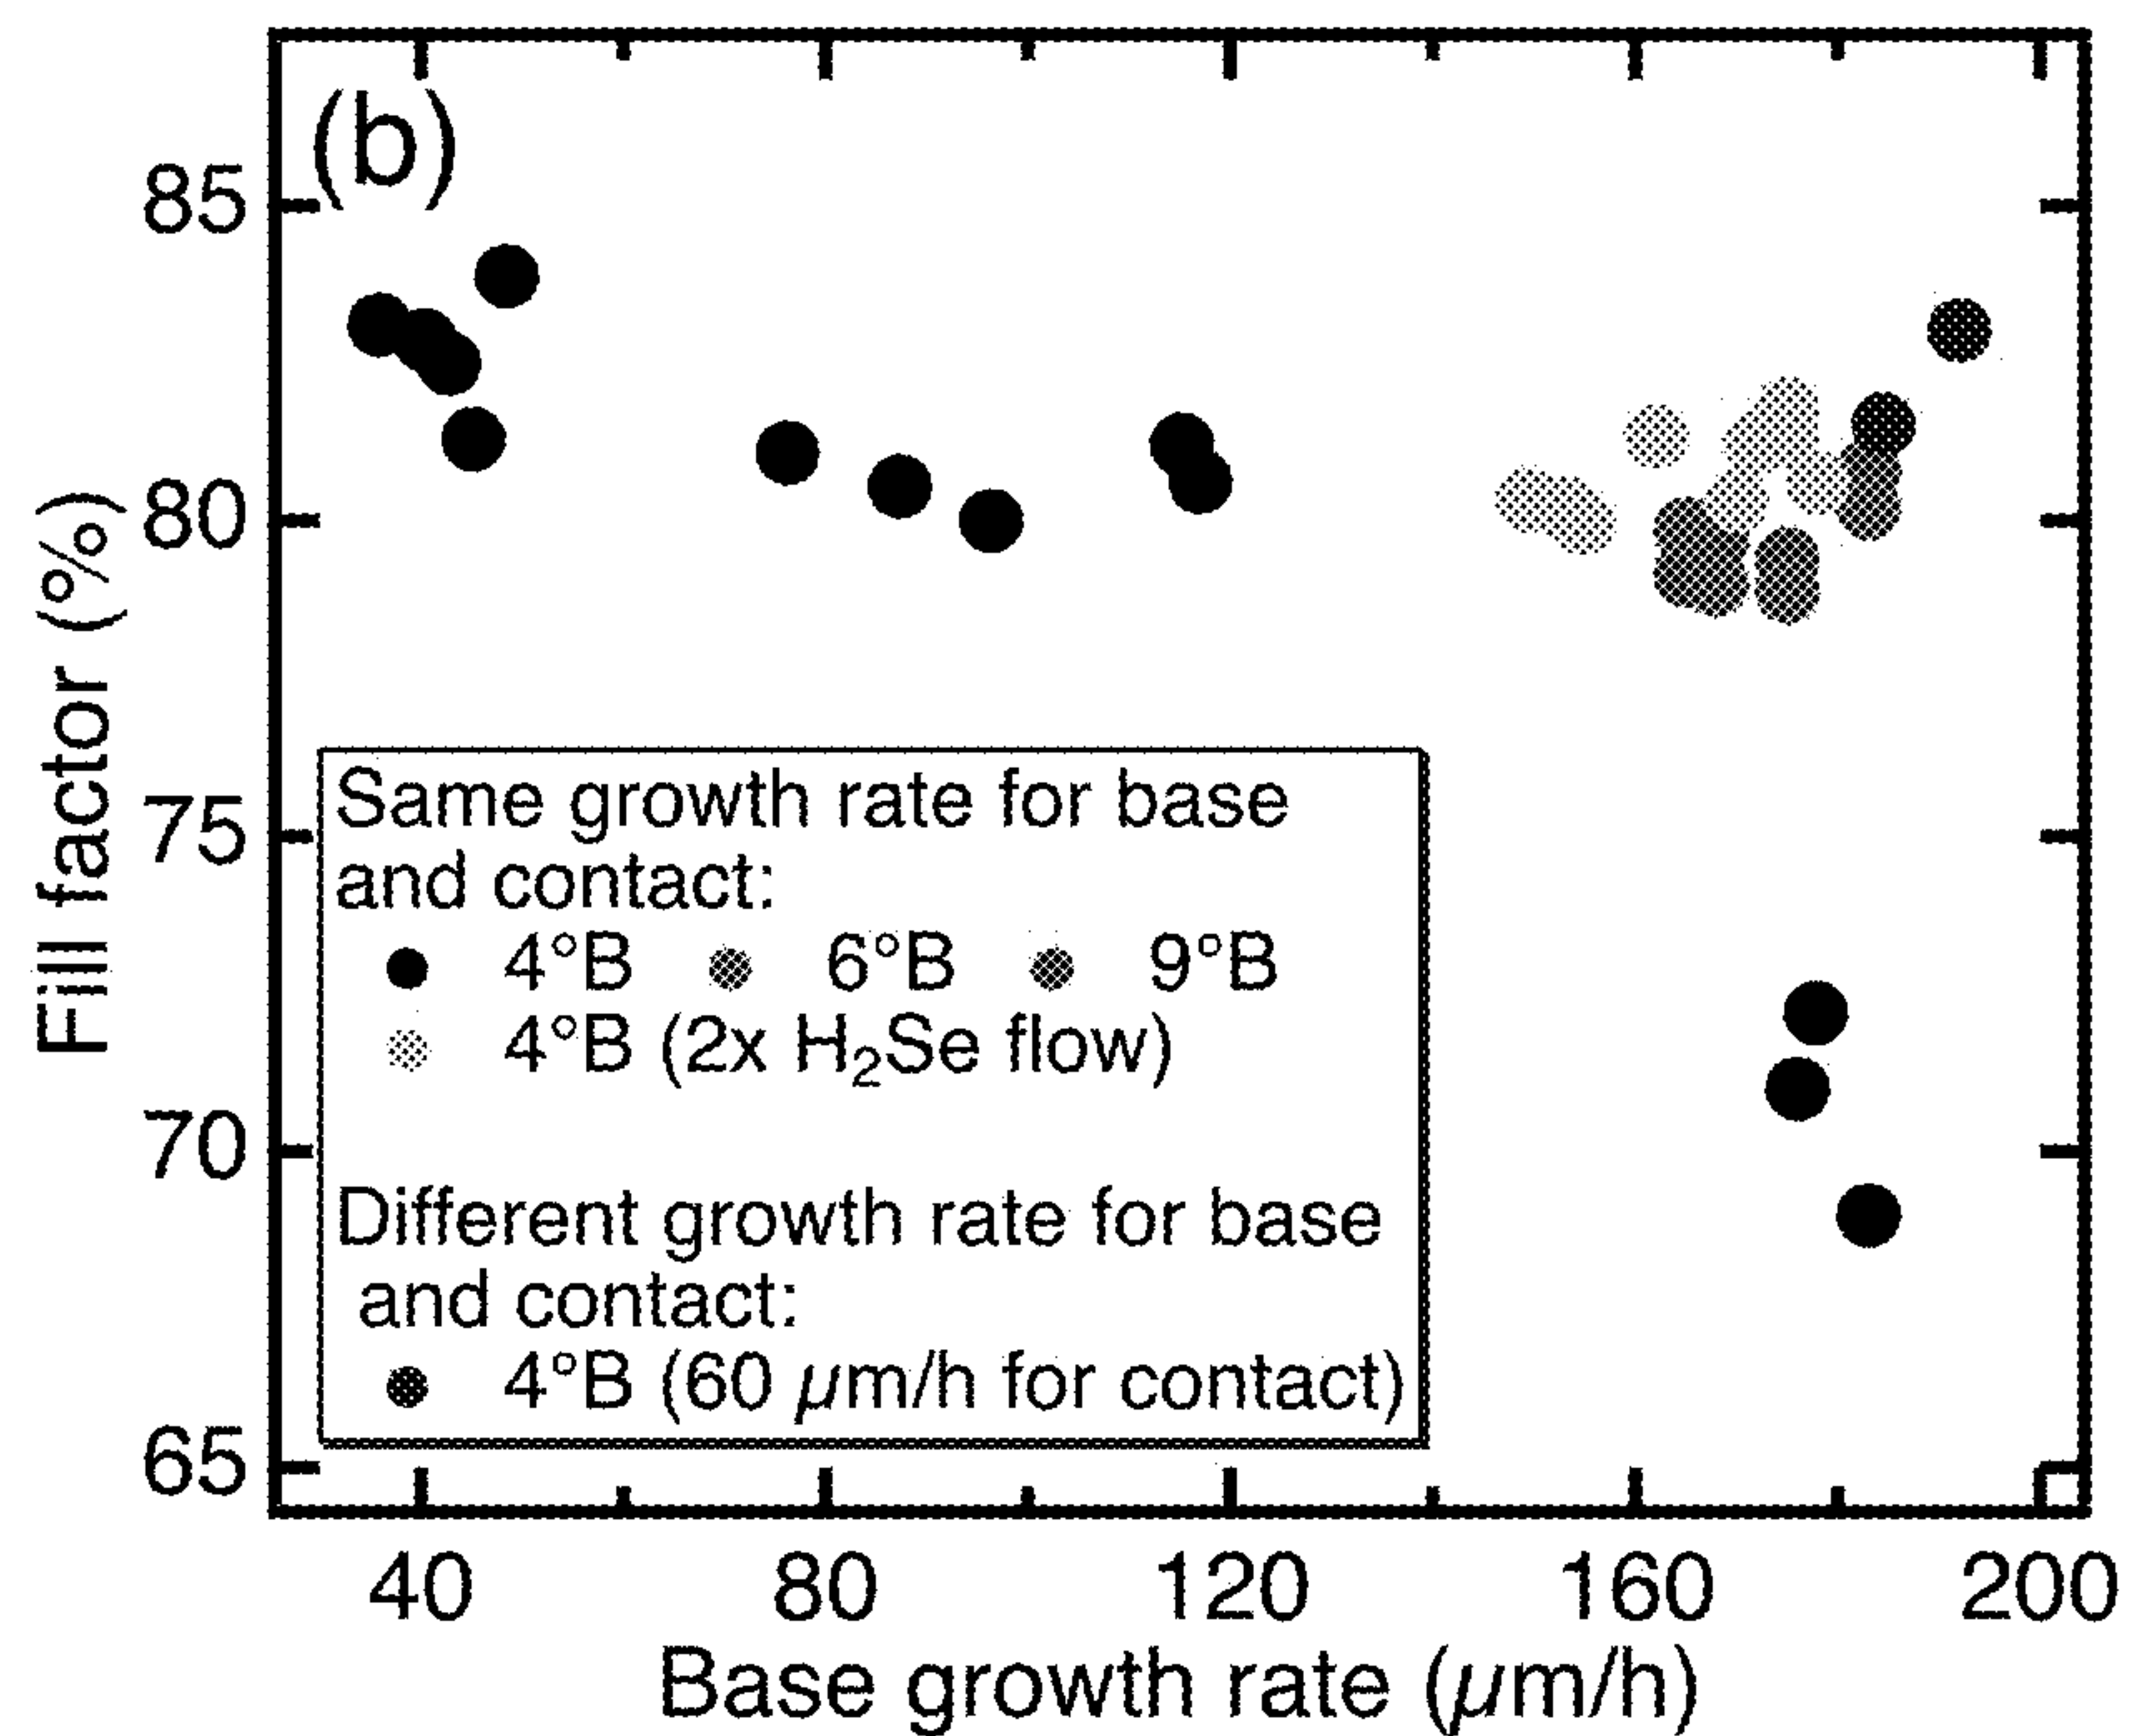 (b)
85
80
75
70
65
Fill factor (%)
Same growth rate for base
and contact:
4°B 6°B 9°B
4°B (2x H₂Se flow)
Different growth rate for base
and contact:
4°B (60 µm/h for contact)
40 80 120 160 200
Base growth rate (µm/h)